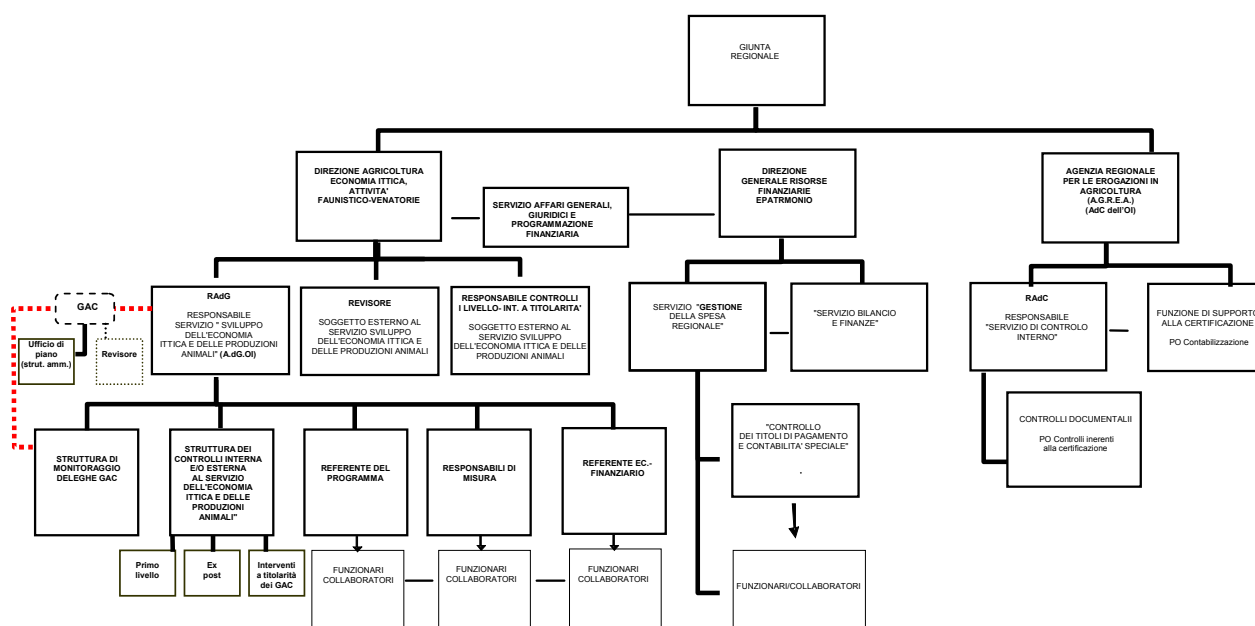 GIUNTA
REGIONALE
DIREZIONE AGRICOLTURA
ECONOMIA ITTICA,
ATTIVITA'
FAUNISTICO-VENATORIE
SERVIZIO AFFARI GENERALI,
GIURIDICI E
PROGRAMMAZIONE
FINANZIARIA
DIREZIONE
GENERALE RISORSE
FINANZIARIE
EPATRMONIO
AGENZIA REGIONALE
PER LE EROGAZIONI IN
AGRICOLTURA
(A.G.R.E.A.)
(AdC dell'OI)
GAC
Ufficio di
piano
(strut. amm.)
Revisore
RAdG
RESPONSABILE
SERVIZIO " SVILUPPO
DELL'ECONOMIA
ITTICA E DELLE PRODUZIONI
ANIMALI" (A.dG.OI)
REVISORE
SOGGETTO ESTERNO AL
SERVIZIO SVILUPPO
DELL'ECONOMIA ITTICA E
DELLE PRODUZIONI ANIMALI
RESPONSABILE CONTROLLI
I LIVELLO- INT. A TITOLARITA'
SOGGETTO ESTERNO AL
SERVIZIO SVILUPPO
DELL'ECONOMIA ITTICA E DELLE
PRODUZIONI ANIMALI
SERVIZIO "GESTIONE
DELLA SPESA
REGIONALE"
"SERVIZIO BILANCIO
E FINANZE"
RAdC
RESPONSABILE
"SERVIZIO DI CONTROLO
INTERNO"
FUNZIONE DI SUPPORTO
ALLA CERTIFICAZIONE
PO Contabilizzazione
STRUTTURA DI
MONITORAGGIO
DELEGHE GAC
STRUTTURA DEI
CONTROLLI INTERNA
E/O ESTERNA
AL SERVIZIO
DELL'ECONOMIA
ITTICA E DELLE
PRODUZIONI
ANIMALI"
REFERENTE DEL
PROGRAMMA
RESPONSABILI DI
MISURA
REFERENTE EC.-
FINANZIARIO
"CONTROLLO
DEI TITOLI DI PAGAMENTO
E CONTABILITA' SPECIALE"
.
CONTROLLI DOCUMENTALII
PO Controlli inerenti
alla certificazione
Primo
livello
Ex
post
Interventi
a titolarità
dei GAC
FUNZIONARI
COLLABORATORI
FUNZIONARI
COLLABORATORI
FUNZIONARI
COLLABORATORI
FUNZIONARI/COLLABORATORI